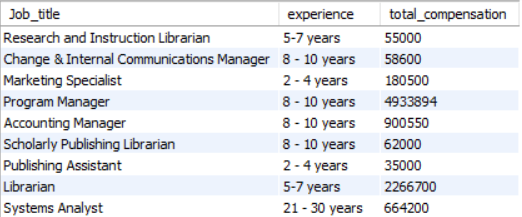 Job_title experience total_compensation
Research and Instruction Librarian 5-7 years 55000
Change & Internal Communications Manager 8 - 10 years 58600
Marketing Specialist 2 - 4 years 180500
Program Manager 8 - 10 years 4933894
Accounting Manager 8 - 10 years 900550
Scholarly Publishing Librarian 8 - 10 years 62000
Publishing Assistant 2 - 4 years 35000
Librarian 5-7 years 2266700
Systems Analyst 21 - 30 years 664200